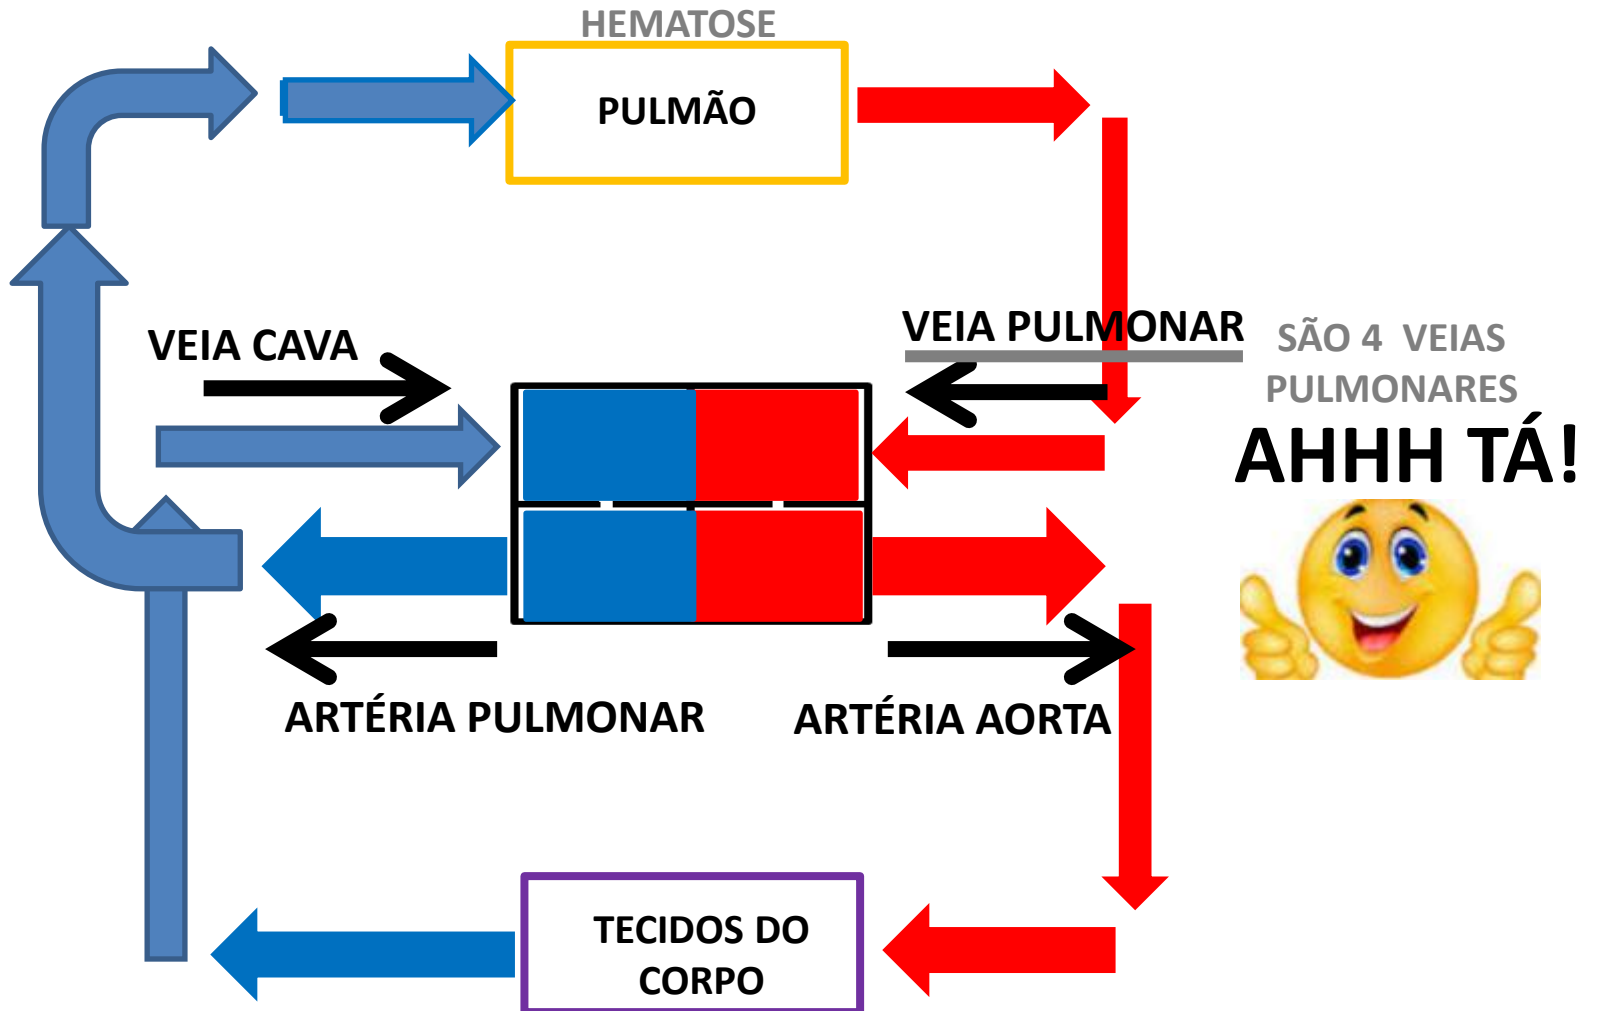 HEMATOSE
PULMÃO
VEIA CAVA
VEIA PULMONAR
SÃO 4 VEIAS
PULMONARES
AHHH TÁ!
ARTÉRIA PULMONAR
ARTÉRIA AORTA
TECIDOS DO
CORPO